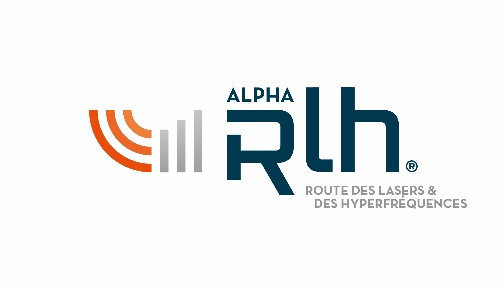 ALPHA
Rlh®
ROUTE DES LASERS &
DES HYPERFRÉQUENCES